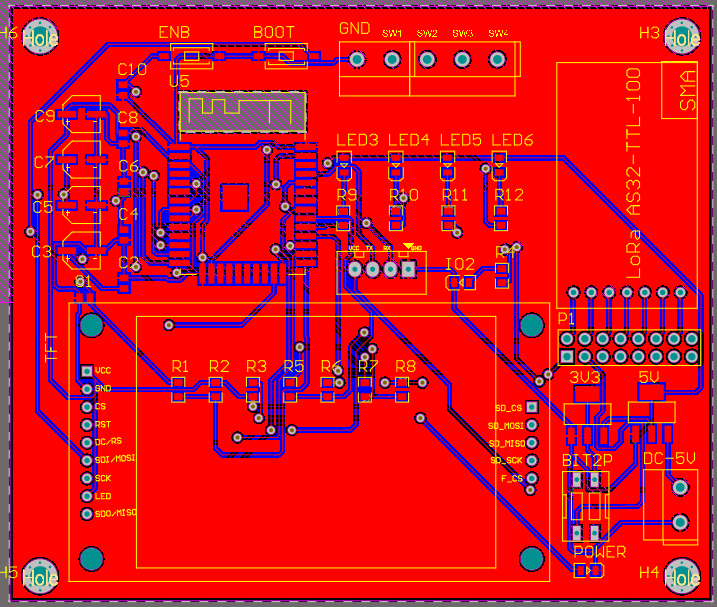 H6 Hole
ENB
BOOT
GND
SW1
SW2
SW3
SW4
H3 Hole
SMA
LoRa AS32-TTL-100
C10
U5
C9
C8
C7
C6
C5
C4
C3
C2
LED3
LED4
LED5
LED6
R9
R10
R11
R12
VCC
TX
RX
GND
IO2
P1
TFT
VCC
GND
CS
RST
DC/RS
SDI/MOSI
SCK
LED
SDO/MISO
R1
R2
R3
R5
R6
R7
R8
SD_CS
SD_MOSI
SD_MISO
SD_SCK
F_CS
3V3
5V
BIT2P
DC-5V
POWER
H5 Hole
H4 Hole